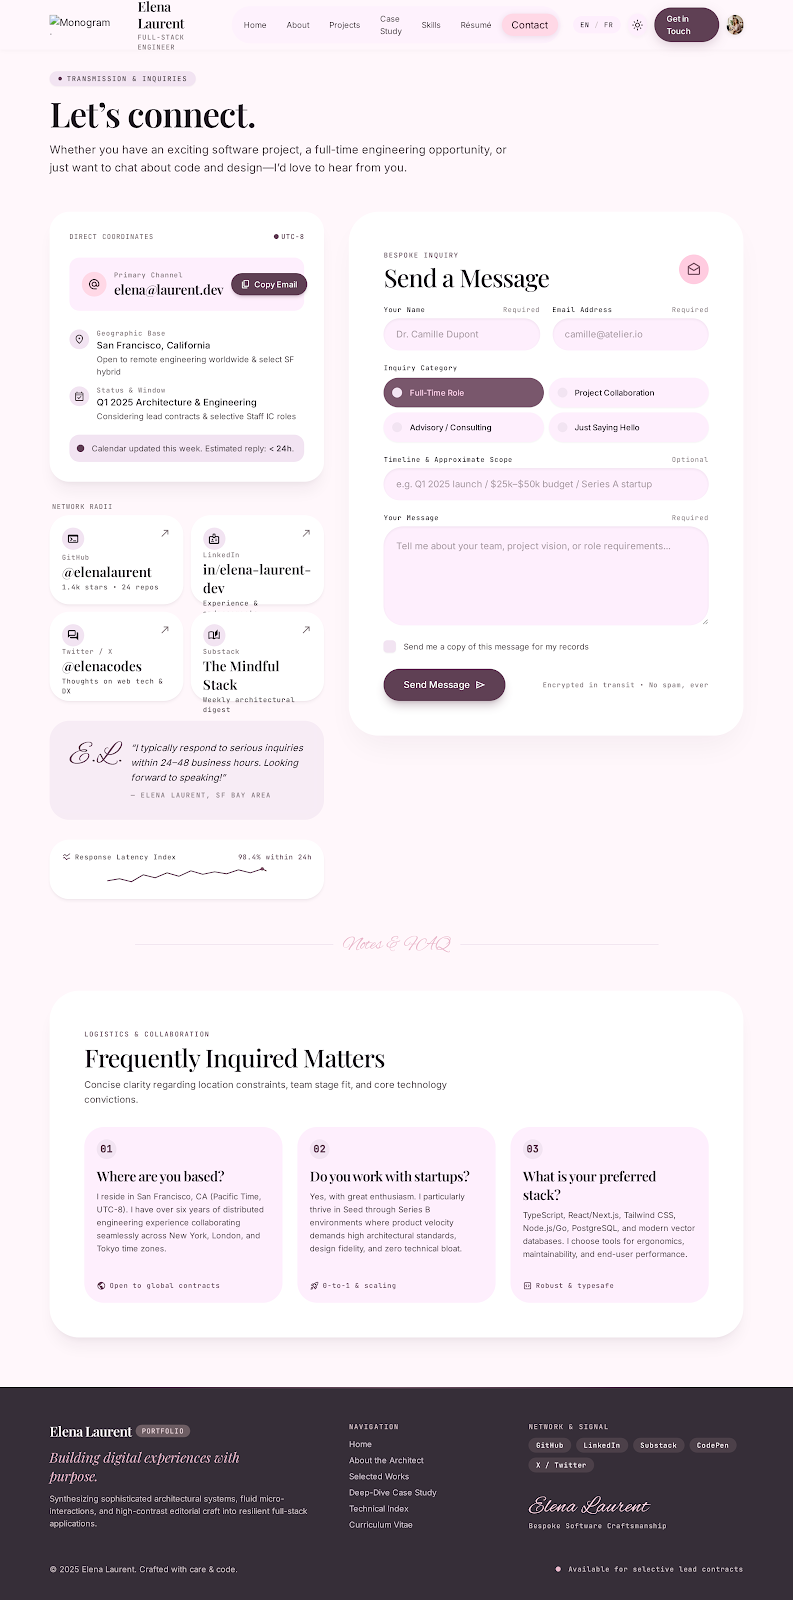 Monogram
Elena
Laurent
FULL-STACK
ENGINEER
Home
About
Projects
Case
Study
Skills
Résumé
Contact
EN / FR
Get in
Touch
TRANSMISSION & INQUIRIES
Let’s connect.
Whether you have an exciting software project, a full-time engineering opportunity, or
just want to chat about code and design—I’d love to hear from you.
DIRECT COORDINATES
UTC-8
Primary Channel
elena@laurent.dev
Copy Email
Geographic Base
San Francisco, California
Open to remote engineering worldwide & select SF
hybrid
Status & Window
Q1 2025 Architecture & Engineering
Considering lead contracts & selective Staff IC roles
Calendar updated this week. Estimated reply: < 24h.
NETWORK RADII
GitHub
@elenalaurent
1.4k stars • 24 repos
LinkedIn
in/elena-laurent-
dev
Experience &
Twitter / X
@elenacodes
Thoughts on web tech &
DX
Substack
The Mindful
Stack
Weekly architectural
digest
E.L.
“I typically respond to serious inquiries
within 24–48 business hours. Looking
forward to speaking!”
— ELENA LAURENT, SF BAY AREA
Response Latency Index
98.4% within 24h
BESPOKE INQUIRY
Send a Message
Your Name
Required
Dr. Camille Dupont
Email Address
Required
camille@atelier.io
Inquiry Category
Full-Time Role
Project Collaboration
Advisory / Consulting
Just Saying Hello
Timeline & Approximate Scope
Optional
e.g. Q1 2025 launch / $25k–$50k budget / Series A startup
Your Message
Required
Tell me about your team, project vision, or role requirements...
Send me a copy of this message for my records
Send Message
Encrypted in transit • No spam, ever
Notes & FAQ
LOGISTICS & COLLABORATION
Frequently Inquired Matters
Concise clarity regarding location constraints, team stage fit, and core technology
convictions.
01
Where are you based?
I reside in San Francisco, CA (Pacific Time,
UTC-8). I have over six years of distributed
engineering experience collaborating
seamlessly across New York, London, and
Tokyo time zones.
Open to global contracts
02
Do you work with startups?
Yes, with great enthusiasm. I particularly
thrive in Seed through Series B
environments where product velocity
demands high architectural standards,
design fidelity, and zero technical bloat.
0-to-1 & scaling
03
What is your preferred
stack?
TypeScript, React/Next.js, Tailwind CSS,
Node.js/Go, PostgreSQL, and modern vector
databases. I choose tools for ergonomics,
maintainability, and end-user performance.
Robust & typesafe
Elena Laurent
PORTFOLIO
Building digital experiences with
purpose.
Synthesizing sophisticated architectural systems, fluid micro-
interactions, and high-contrast editorial craft into resilient full-stack
applications.
NAVIGATION
Home
About the Architect
Selected Works
Deep-Dive Case Study
Technical Index
Curriculum Vitae
NETWORK & SIGNAL
GitHub
LinkedIn
Substack
CodePen
X / Twitter
Elena Laurent
Bespoke Software Craftsmanship
© 2025 Elena Laurent. Crafted with care & code.
Available for selective lead contracts